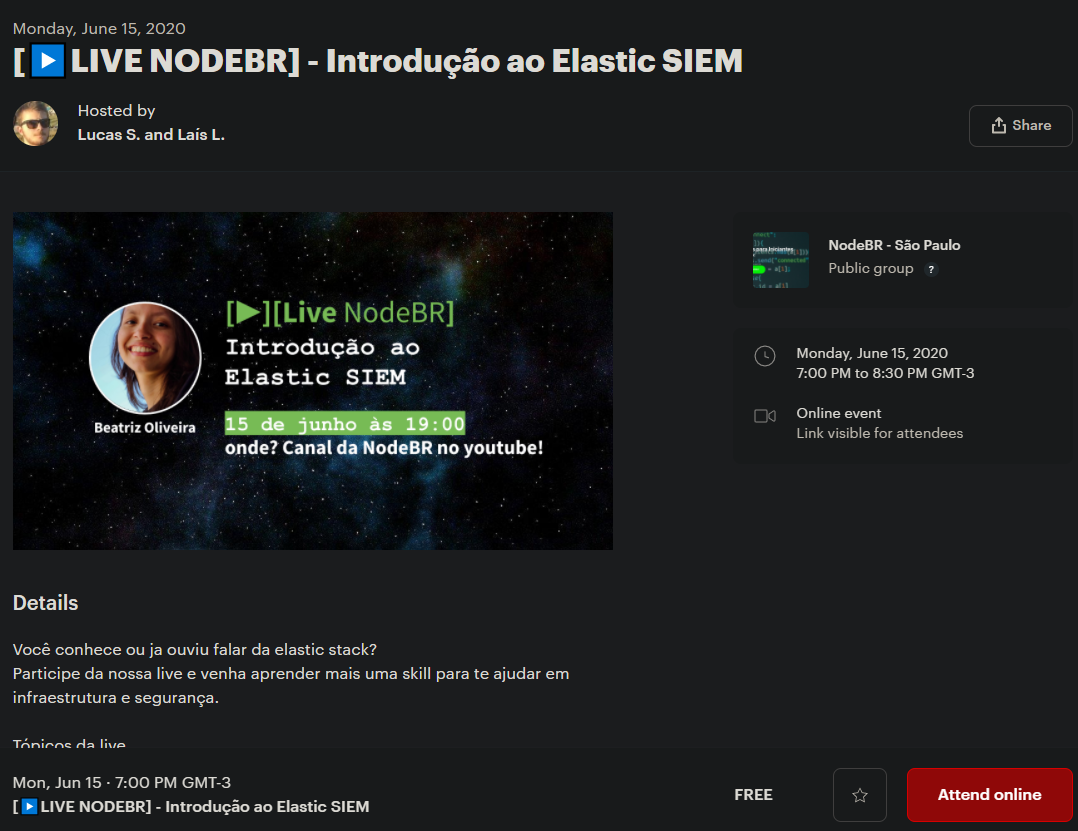 Monday, June 15, 2020
[▶️LIVE NODEBR] - Introdução ao Elastic SIEM
Hosted by
Lucas S. and Laís L.
Share
[▶][Live NodeBR]
Introdução ao
Elastic SIEM
Beatriz Oliveira
15 de junho às 19:00
onde? Canal da NodeBR no youtube!
NodeBR - São Paulo
Public group ?
Monday, June 15, 2020
7:00 PM to 8:30 PM GMT-3
Online event
Link visible for attendees
Details
Você conhece ou ja ouviu falar da elastic stack?
Participe da nossa live e venha aprender mais uma skill para te ajudar em
infraestrutura e segurança.
Tópicos da live
Mon, Jun 15 · 7:00 PM GMT-3
[▶️LIVE NODEBR] - Introdução ao Elastic SIEM
FREE
Attend online